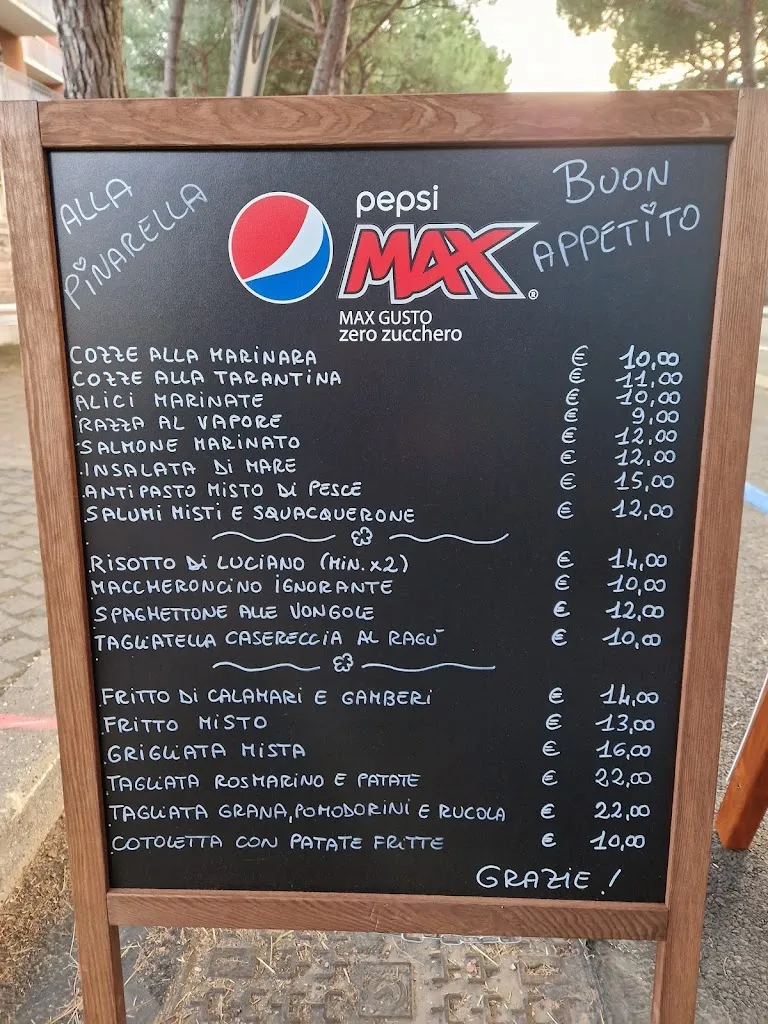 ALLA PINARELLA
pepsi
MAX®
MAX GUSTO
zero zucchero
BUON APPETITO
COZZE ALLA MARINARA € 10,00
COZZE ALLA TARANTINA € 11,00
ALICI MARINATE € 10,00
RAZZA AL VAPORE € 9,00
SALMONE MARINATO € 12,00
INSALATA DI MARE € 12,00
ANTIPASTO MISTO DI PESCE € 15,00
SALUMI MISTI E SQUACQUERONE € 12,00
RISOTTO DI LUCIANO (MIN. x2) € 14,00
MACCHERONCINO IGNORANTE € 10,00
SPAGHETTONE ALLE VONGOLE € 12,00
TAGLIATELLA CASERECCIA AL RAGÙ € 10,00
FRITTO DI CALAMARI E GAMBERI € 14,00
FRITTO MISTO € 13,00
GRIGLIATA MISTA € 16,00
TAGLIATA ROSMARINO E PATATE € 22,00
TAGLIATA GRANA, POMODORINI E RUCOLA € 22,00
COTOLETTA CON PATATE FRITTE € 10,00
GRAZIE!